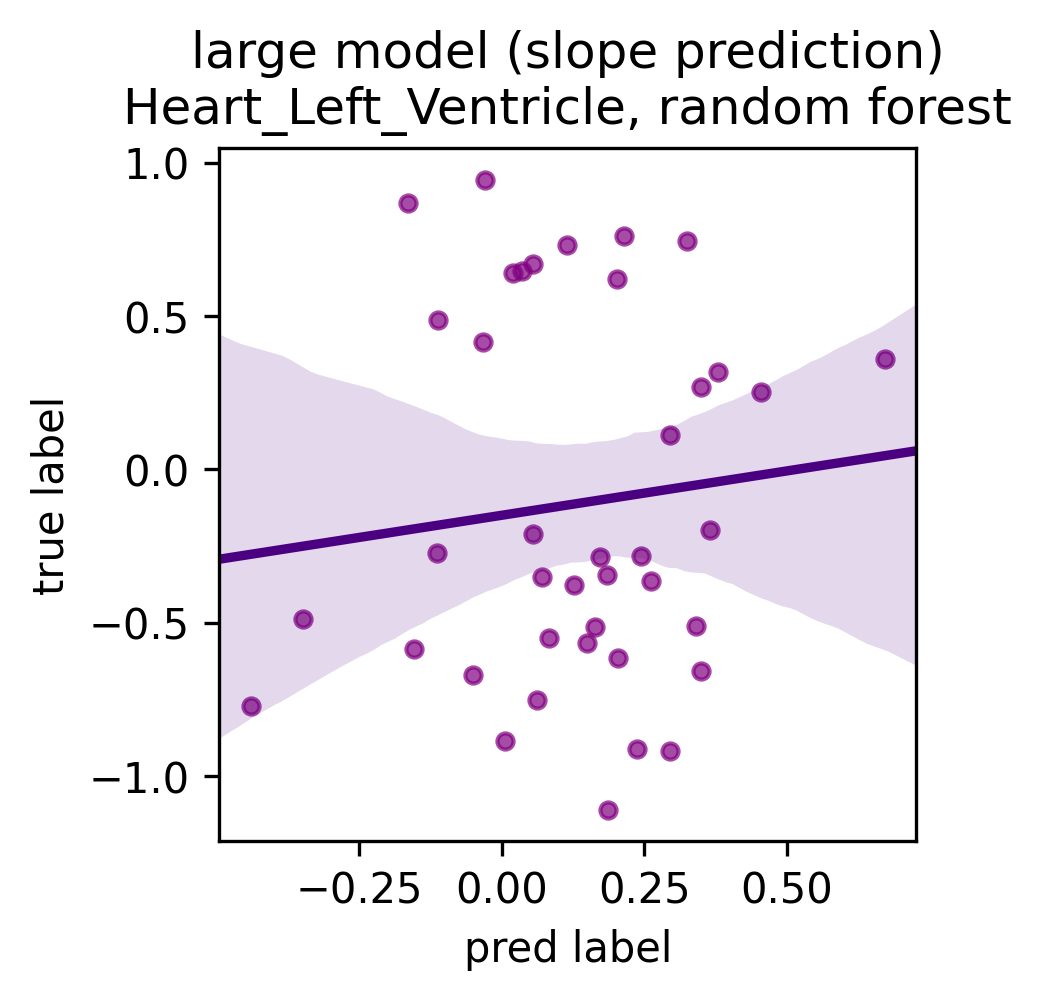 large model (slope prediction)
Heart_Left_Ventricle, random forest
1.0
0.5
0.0
−0.5
−1.0
true label
−0.25 0.00 0.25 0.50
pred label